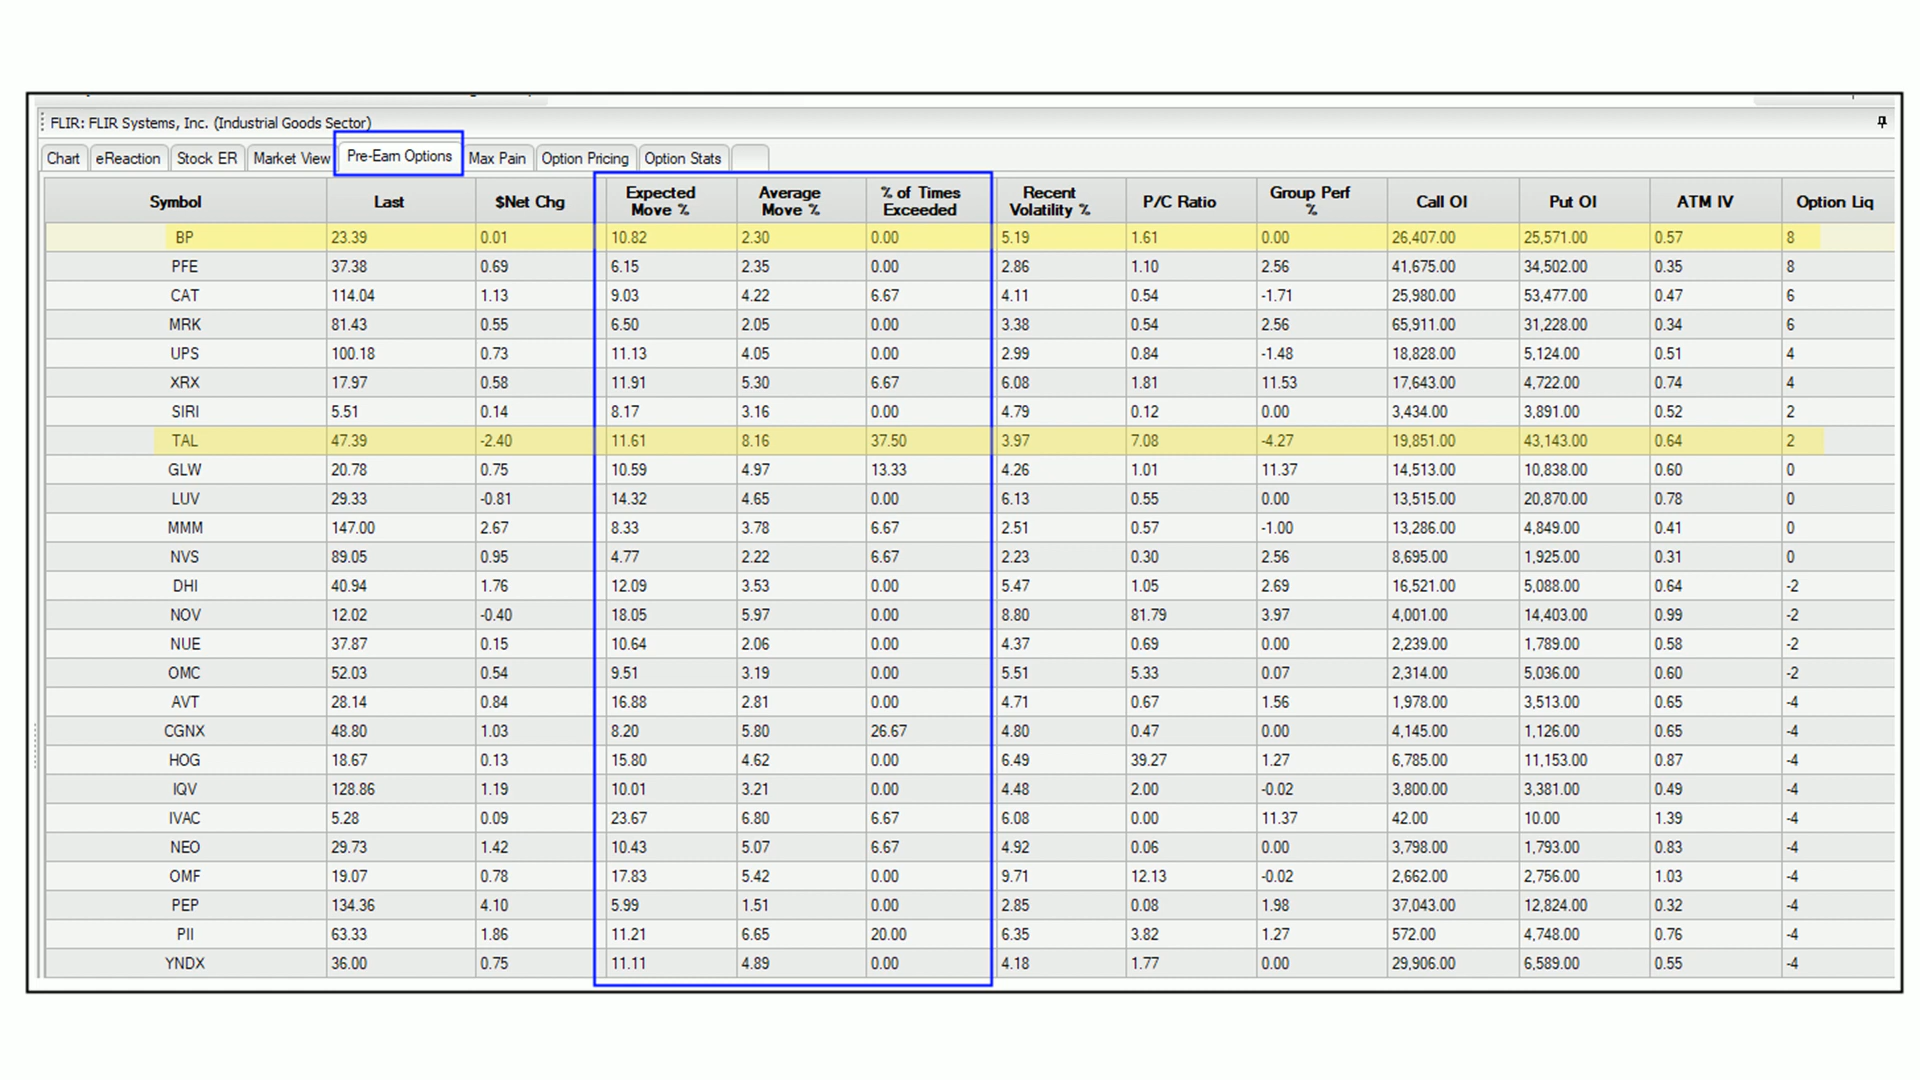 FLIR: FLIR Systems, Inc. (Industrial Goods Sector)
Chart eReaction Stock ER Market View Pre-Earn Options Max Pain Option Pricing Option Stats
Symbol Last $Net Chg Expected Move % Average Move % % of Times Exceeded Recent Volatility % P/C Ratio Group Perf % Call OI Put OI ATM IV Option Liq
BP 23.39 0.01 10.82 2.30 0.00 5.19 1.61 0.00 26,407.00 25,571.00 0.57 8
PFE 37.38 0.69 6.15 2.35 0.00 2.86 1.10 2.56 41,675.00 34,502.00 0.35 8
CAT 114.04 1.13 9.03 4.22 6.67 4.11 0.54 -1.71 25,980.00 53,477.00 0.47 6
MRK 81.43 0.55 6.50 2.05 0.00 3.38 0.54 2.56 65,911.00 31,228.00 0.34 6
UPS 100.18 0.73 11.13 4.05 0.00 2.99 0.84 -1.48 18,828.00 5,124.00 0.51 4
XRX 17.97 0.58 11.91 5.30 6.67 6.08 1.81 11.53 17,643.00 4,722.00 0.74 4
SIRI 5.51 0.14 8.17 3.16 0.00 4.79 0.12 0.00 3,434.00 3,891.00 0.52 2
TAL 47.39 -2.40 11.61 8.16 37.50 3.97 7.08 -4.27 19,851.00 43,143.00 0.64 2
GLW 20.78 0.75 10.59 4.97 13.33 4.26 1.01 11.37 14,513.00 10,838.00 0.60 0
LUV 29.33 -0.81 14.32 4.65 0.00 6.13 0.55 0.00 13,515.00 20,870.00 0.78 0
MMM 147.00 2.67 8.33 3.78 6.67 2.51 0.57 -1.00 13,286.00 4,849.00 0.41 0
NVS 89.05 0.95 4.77 2.22 6.67 2.23 0.30 2.56 8,695.00 1,925.00 0.31 0
DHI 40.94 1.76 12.09 3.53 0.00 5.47 1.05 2.69 16,521.00 5,088.00 0.64 -2
NOV 12.02 -0.40 18.05 5.97 0.00 8.80 81.79 3.97 4,001.00 14,403.00 0.99 -2
NUE 37.87 0.15 10.64 2.06 0.00 4.37 0.69 0.00 2,239.00 1,789.00 0.58 -2
OMC 52.03 0.54 9.51 3.19 0.00 5.51 5.33 0.07 2,314.00 5,036.00 0.60 -2
AVT 28.14 0.84 16.88 2.81 0.00 4.71 0.67 1.56 1,978.00 3,513.00 0.65 -4
CGNX 48.80 1.03 8.20 5.80 26.67 4.80 0.47 0.00 4,145.00 1,126.00 0.65 -4
HOG 18.67 0.13 15.80 4.62 0.00 6.49 39.27 1.27 6,785.00 11,153.00 0.87 -4
IQV 128.86 1.19 10.01 3.21 0.00 4.48 2.00 -0.02 3,800.00 3,381.00 0.49 -4
IVAC 5.28 0.09 23.67 6.80 6.67 6.08 0.00 11.37 42.00 10.00 1.39 -4
NEO 29.73 1.42 10.43 5.07 6.67 4.92 0.06 0.00 3,798.00 1,793.00 0.83 -4
OMF 19.07 0.78 17.83 5.42 0.00 9.71 12.13 -0.02 2,662.00 2,756.00 1.03 -4
PEP 134.36 4.10 5.99 1.51 0.00 2.85 0.08 1.98 37,043.00 12,824.00 0.32 -4
PII 63.33 1.86 11.21 6.65 20.00 6.35 3.82 1.27 572.00 4,748.00 0.76 -4
YNDX 36.00 0.75 11.11 4.89 0.00 4.18 1.77 0.00 29,906.00 6,589.00 0.55 -4